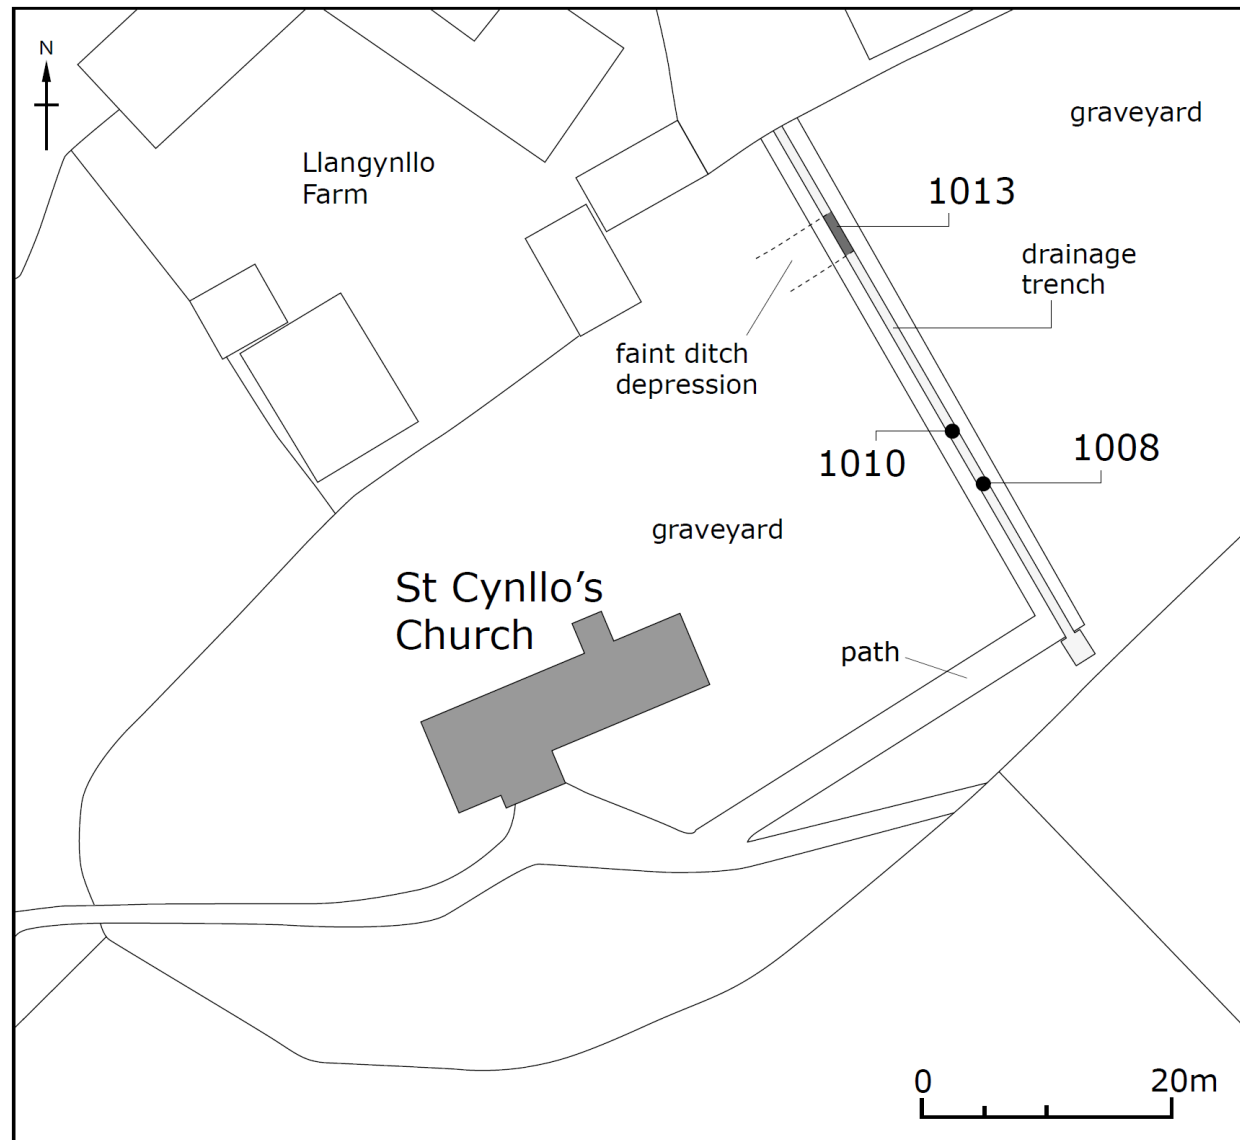 N
graveyard
Llangynllo
Farm
1013
drainage
trench
faint ditch
depression
1010
1008
graveyard
St Cynllo’s
Church
path
0
20m